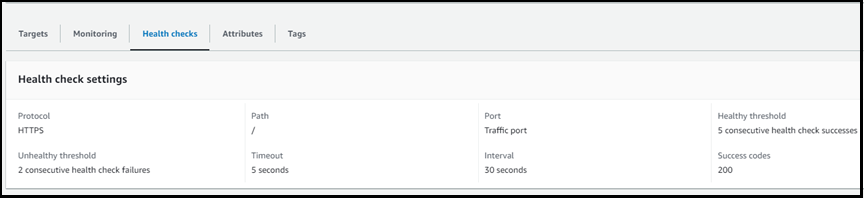 Targets Monitoring Health checks Attributes Tags
Health check settings
Protocol Path Port Healthy threshold
HTTPS / Traffic port 5 consecutive health check successes
Unhealthy threshold Timeout Interval Success codes
2 consecutive health check failures 5 seconds 30 seconds 200